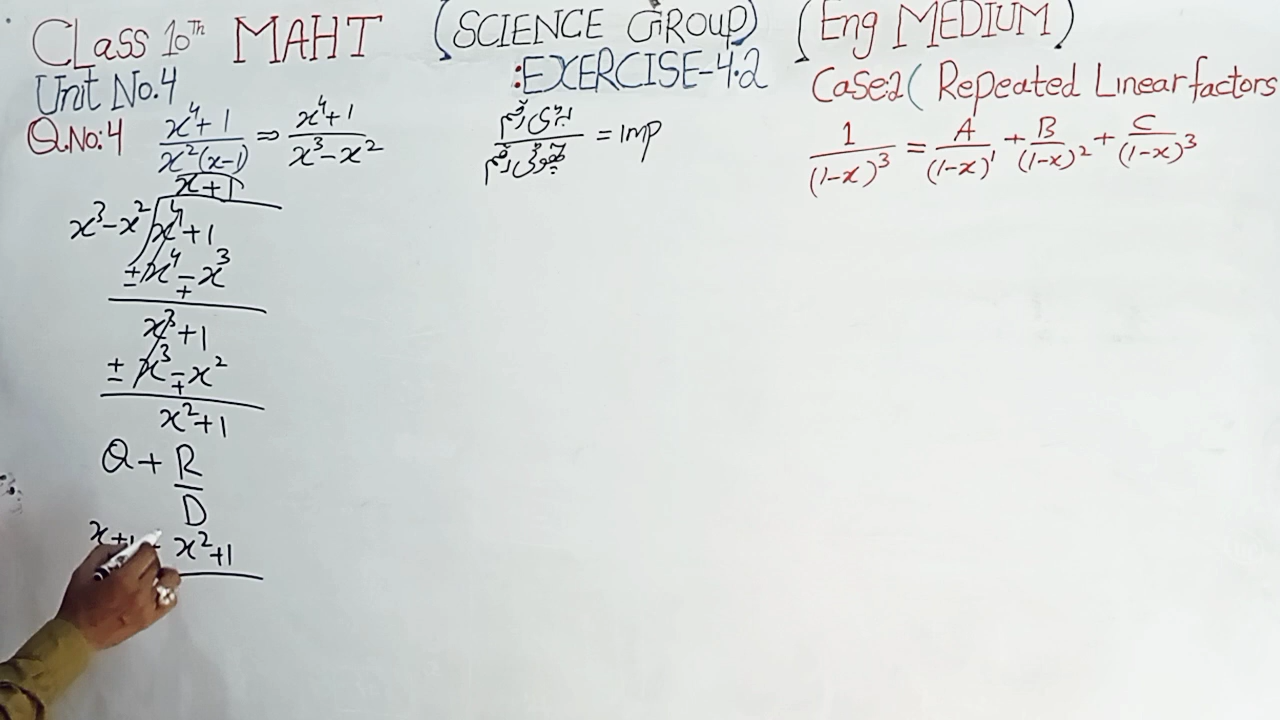 CLass 10Th MAHT (SCIENCE GROUP) (Eng MEDIUM)
Unit No.4 :EXERCISE-4.2 Case:2( Repeated Linear factors
Q.No:4 x⁴+1 / x²(x-1) ⇒ x⁴+1 / x³-x²
بڑی رقم / چھوٹی رقم = Imp
1/(1-x)³ = A/(1-x)¹ + B/(1-x)² + C/(1-x)³
x+1
x³-x² x⁴+1
± x⁴ ∓ x³
x³+1
± x³ ∓ x²
x²+1
Q + R/D
x+1 x²+1